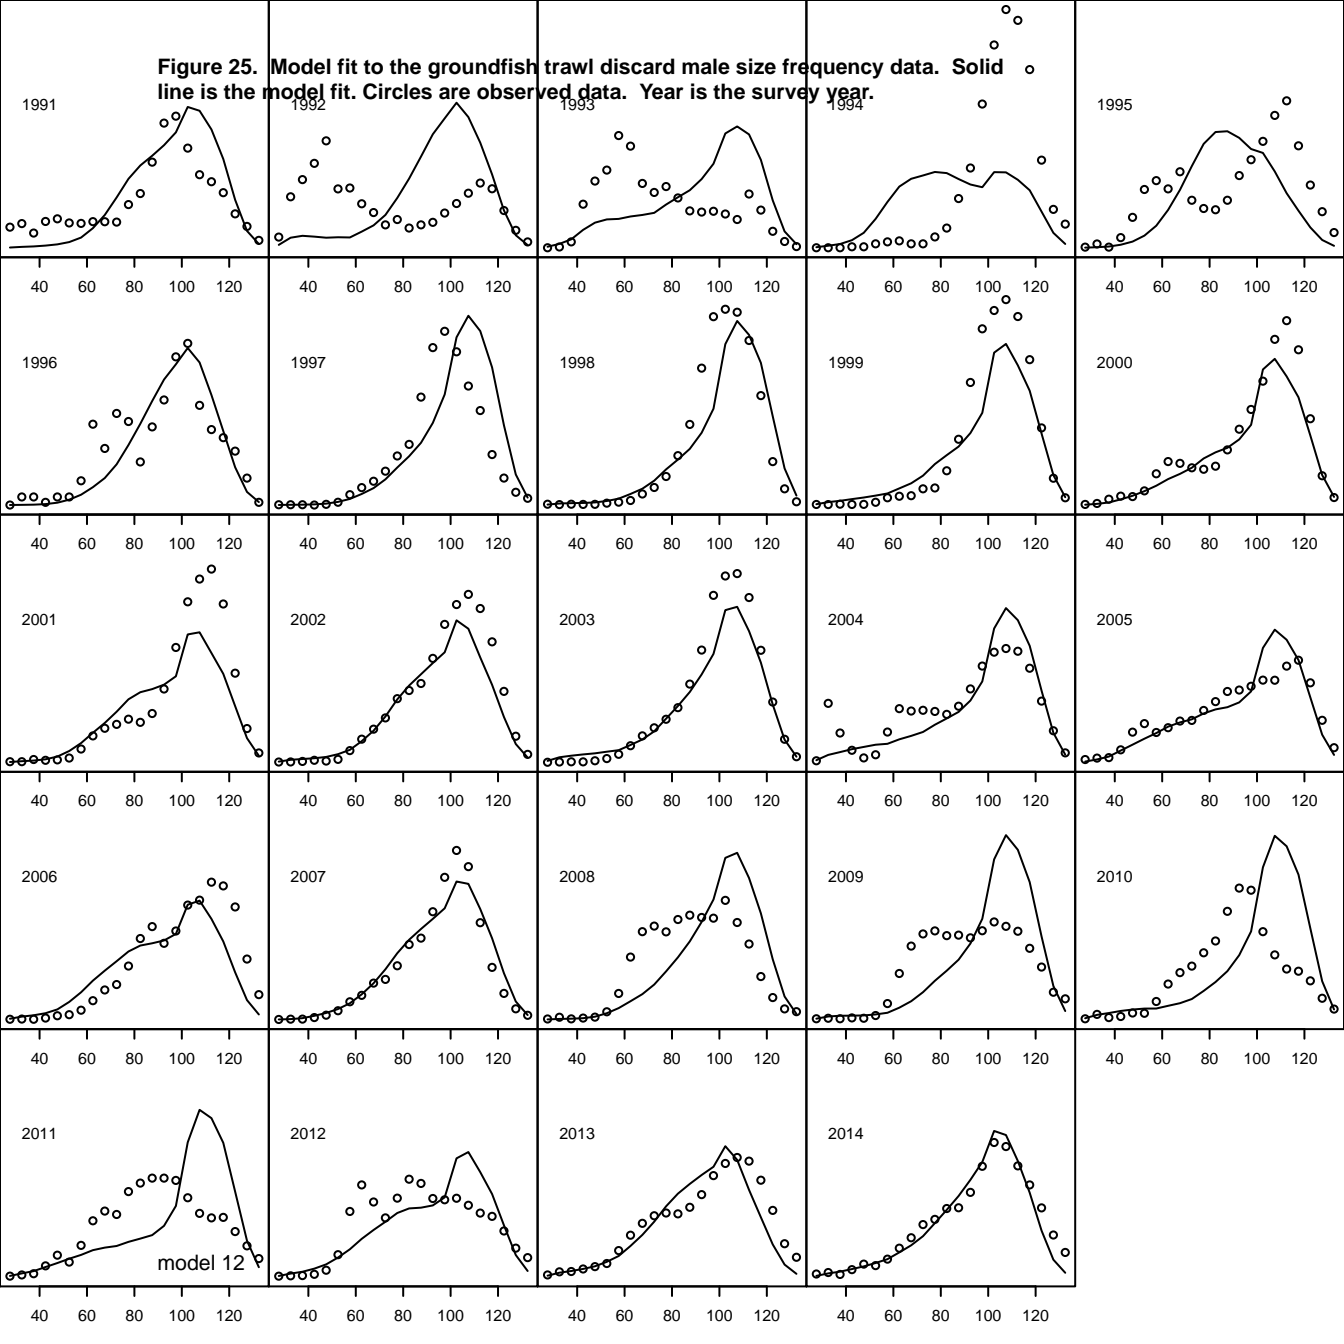 Figure 25. Model fit to the groundfish trawl discard male size frequency data. Solid
line is the model fit. Circles are observed data. Year is the survey year.
1991 1992 1993 1994 1995
40 60 80 100 120 40 60 80 100 120 40 60 80 100 120 40 60 80 100 120 40 60 80 100 120
1996 1997 1998 1999 2000
40 60 80 100 120 40 60 80 100 120 40 60 80 100 120 40 60 80 100 120 40 60 80 100 120
2001 2002 2003 2004 2005
40 60 80 100 120 40 60 80 100 120 40 60 80 100 120 40 60 80 100 120 40 60 80 100 120
2006 2007 2008 2009 2010
40 60 80 100 120 40 60 80 100 120 40 60 80 100 120 40 60 80 100 120 40 60 80 100 120
2011 2012 2013 2014
model 12
40 60 80 100 120 40 60 80 100 120 40 60 80 100 120 40 60 80 100 120